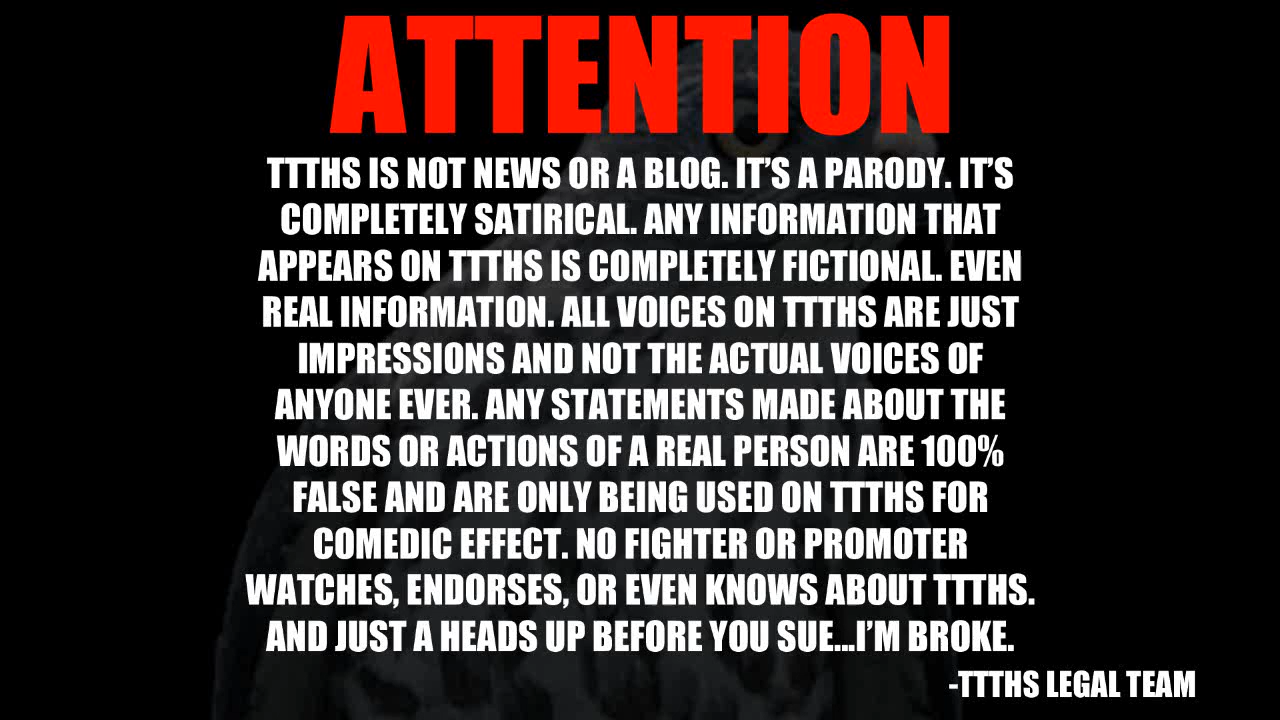 ATTENTION
TTTHS IS NOT NEWS OR A BLOG. IT'S A PARODY. IT'S
COMPLETELY SATIRICAL. ANY INFORMATION THAT
APPEARS ON TTTHS IS COMPLETELY FICTIONAL. EVEN
REAL INFORMATION. ALL VOICES ON TTTHS ARE JUST
IMPRESSIONS AND NOT THE ACTUAL VOICES OF
ANYONE EVER. ANY STATEMENTS MADE ABOUT THE
WORDS OR ACTIONS OF A REAL PERSON ARE 100%
FALSE AND ARE ONLY BEING USED ON TTTHS FOR
COMEDIC EFFECT. NO FIGHTER OR PROMOTER
WATCHES, ENDORSES, OR EVEN KNOWS ABOUT TTTHS.
AND JUST A HEADS UP BEFORE YOU SUE...I'M BROKE.
-TTTHS LEGAL TEAM